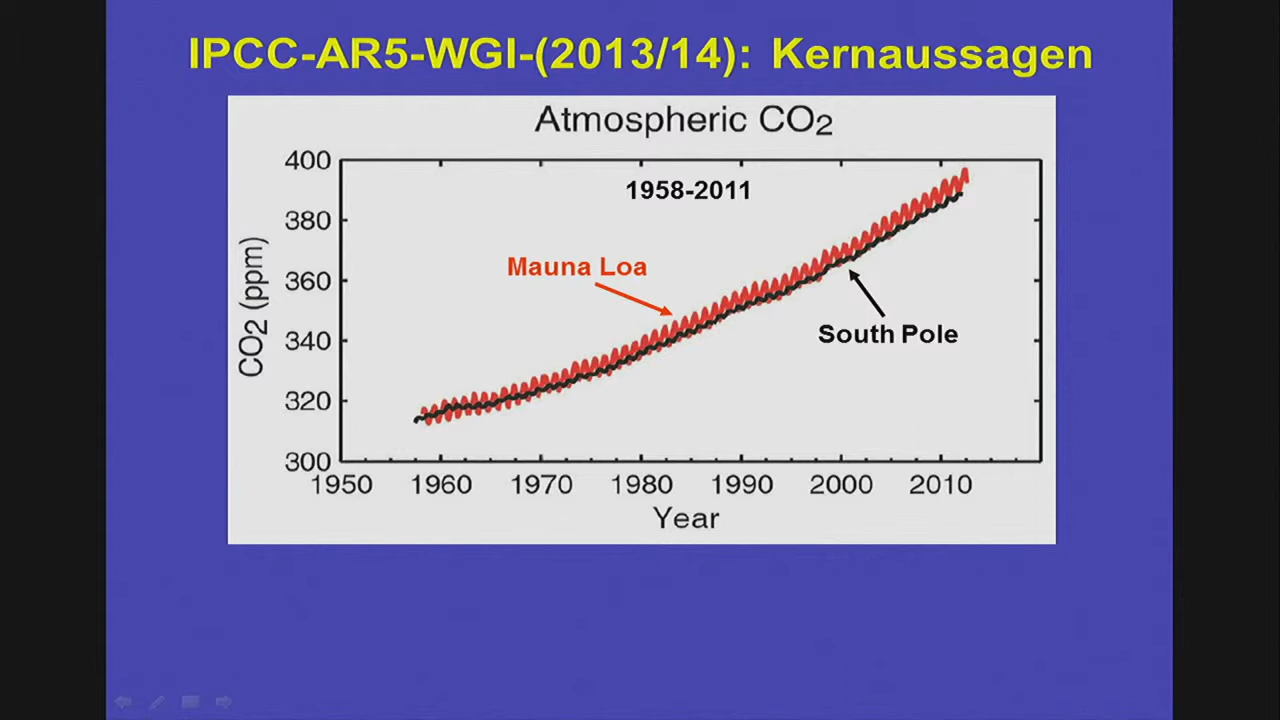 IPCC-AR5-WGI-(2013/14): Kernaussagen
Atmospheric CO2
1958-2011
Mauna Loa
South Pole
CO2 (ppm)
400
380
360
340
320
300
1950 1960 1970 1980 1990 2000 2010
Year